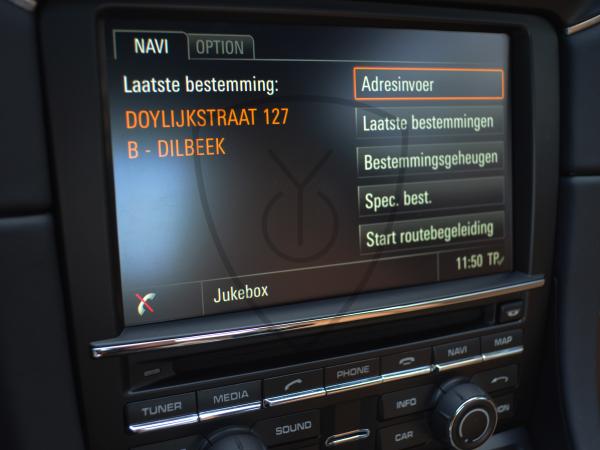 NAVI OPTION
Laatste bestemming:
DOYLIJKSTRAAT 127
B - DILBEEK
Adresinvoer
Laatste bestemmingen
Bestemmingsgeheugen
Spec. best.
Start routebegeleiding
11:50 TP
Jukebox
TUNER MEDIA PHONE NAVI MAP
SOUND INFO
CAR